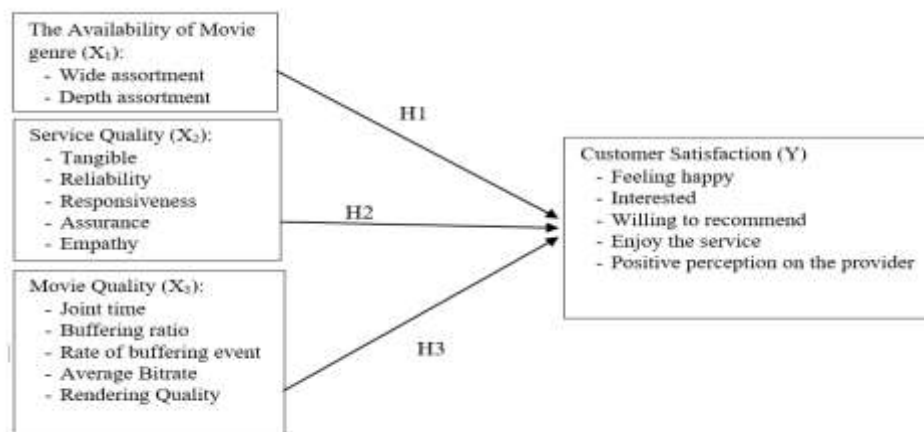 The Availability of Movie
genre (X₁):
- Wide assortment
- Depth assortment
Service Quality (X₂):
- Tangible
- Reliability
- Responsiveness
- Assurance
- Empathy
Movie Quality (X₃):
- Joint time
- Buffering ratio
- Rate of buffering event
- Average Bitrate
- Rendering Quality
H1
H2
H3
Customer Satisfaction (Y)
- Feeling happy
- Interested
- Willing to recommend
- Enjoy the service
- Positive perception on the provider